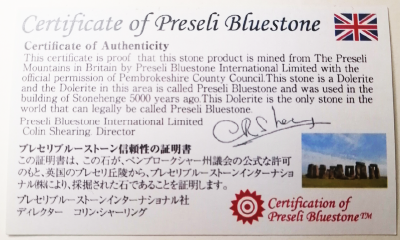 Certificate of Preseli Bluestone
Certificate of Authenticity
This certificate is proof that this stone product is mined from The Preseli
Mountains in Britain by Preseli Bluestone International Limited with the
official permission of Pembrokeshire County Council.This stone is a Dolerite
and the Dolerite in this area is called Preseli Bluestone and was used in the
building of Stonehenge 5000 years ago.This Dolerite is the only stone in the
world that can legally be called Preseli Bluestone.
Preseli Bluestone International Limited
Colin Shearing Director
プレセリブルーストーン信頼性の証明書
この証明書は、この石が、ペンブロークシャー州議会の公式な許可
のもと、英国のプレセリ丘陵から、プレセリブルーストーンインターナショ
ナル㈱により、採掘された石であることを証明します。
プレセリブルーストーンインターナショナル社
ディレクター コリン・シャーリング
Certification of
Preseli Bluestone™